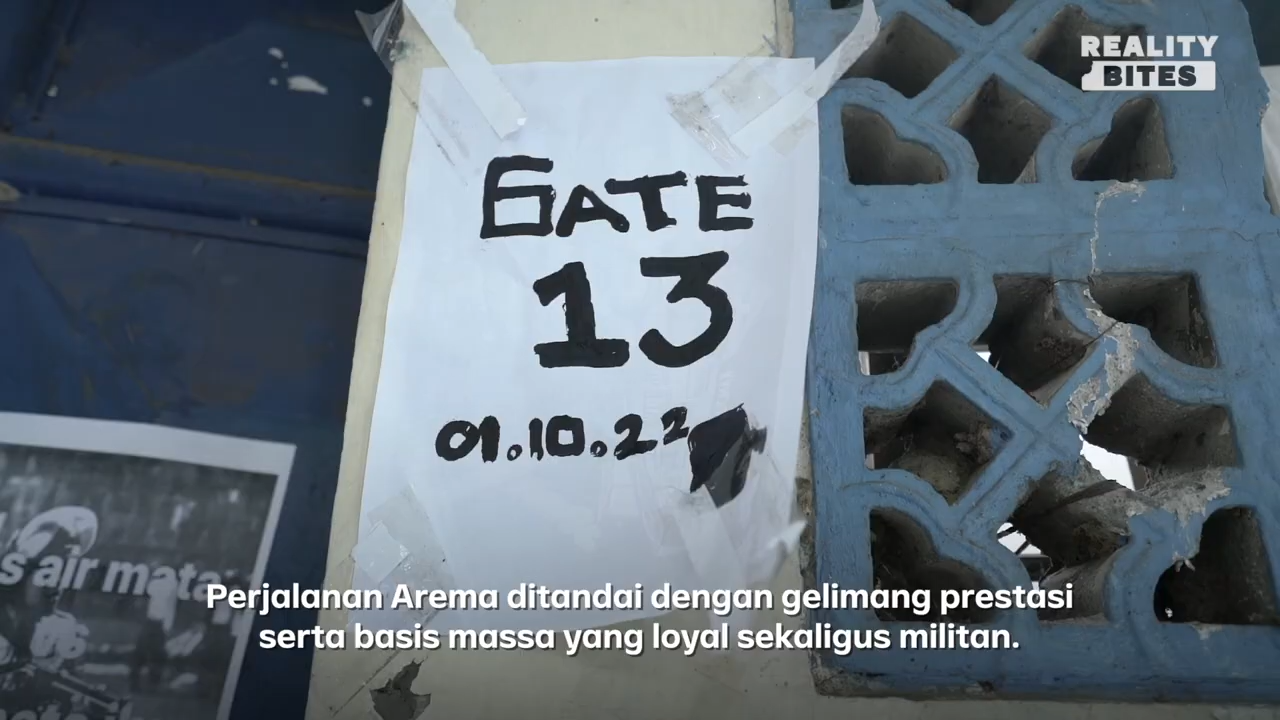 REALITY
BITES
GATE
13
01.10.22
s air mata
Perjalanan Arema ditandai dengan gelimang prestasi
serta basis massa yang loyal sekaligus militan.